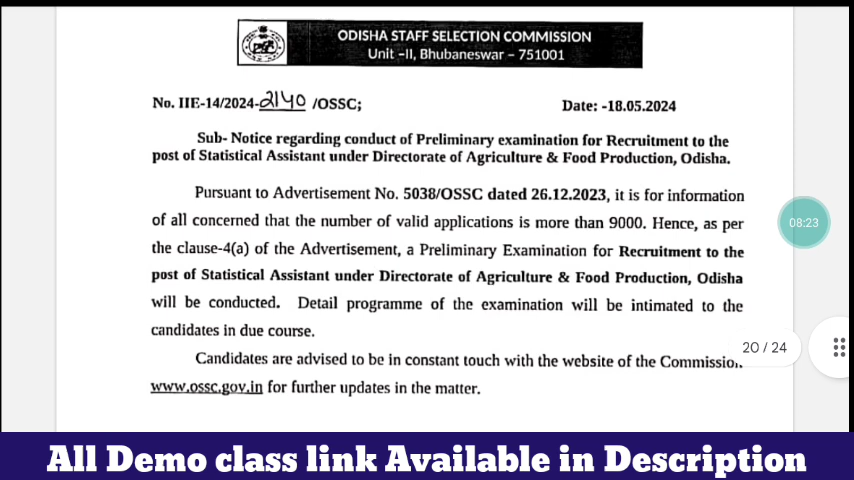 ODISHA STAFF SELECTION COMMISSION
Unit –II, Bhubaneswar – 751001
No. IIE-14/2024-2140 /OSSC; Date: -18.05.2024
Sub- Notice regarding conduct of Preliminary examination for Recruitment to the
post of Statistical Assistant under Directorate of Agriculture & Food Production, Odisha.
Pursuant to Advertisement No. 5038/OSSC dated 26.12.2023, it is for information
of all concerned that the number of valid applications is more than 9000. Hence, as per
the clause-4(a) of the Advertisement, a Preliminary Examination for Recruitment to the
post of Statistical Assistant under Directorate of Agriculture & Food Production, Odisha
will be conducted. Detail programme of the examination will be intimated to the
candidates in due course.
Candidates are advised to be in constant touch with the website of the Commission
www.ossc.gov.in for further updates in the matter.
08:23
20 / 24
All Demo class link Available in Description